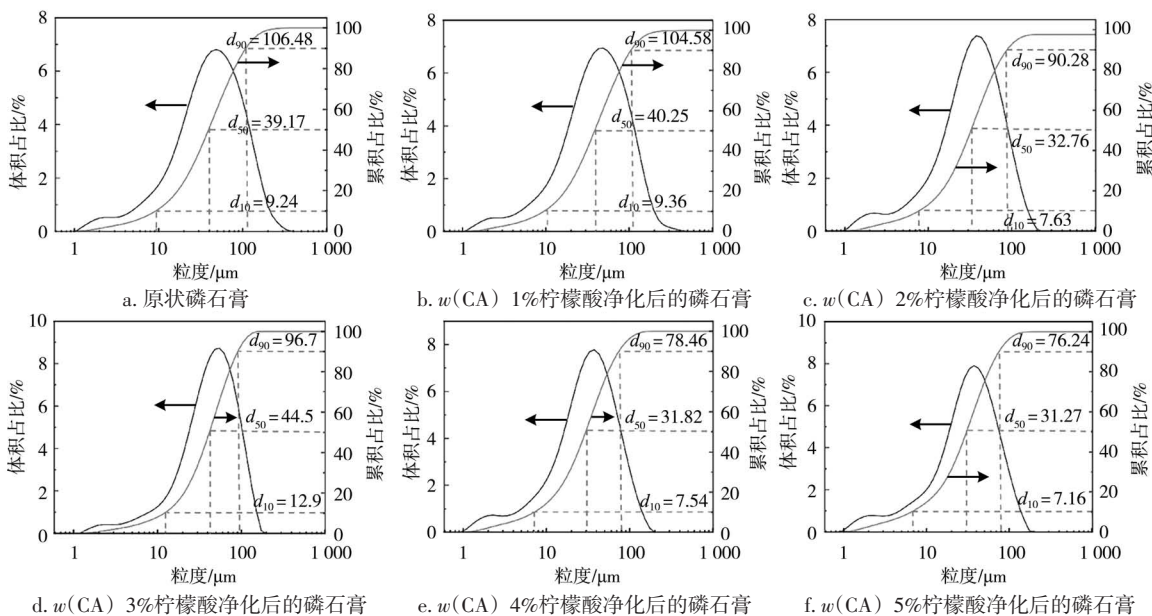 8
6
4
2
0
100
80
60
40
20
0
体积占比/%
累积占比/%
d90=106.48
d50=39.17
d10=9.24
1 10 100 1 000
粒度/μm
a. 原状磷石膏
8
6
4
2
0
100
80
60
40
20
0
体积占比/%
累积占比/%
d90=104.58
d50=40.25
d10=9.36
1 10 100 1 000
粒度/μm
b. w(CA) 1%柠檬酸净化后的磷石膏
8
6
4
2
0
100
80
60
40
20
0
体积占比/%
累积占比/%
d90=90.28
d50=32.76
d10=7.63
1 10 100 1 000
粒度/μm
c. w(CA) 2%柠檬酸净化后的磷石膏
10
8
6
4
2
0
100
80
60
40
20
0
体积占比/%
累积占比/%
d90=96.7
d50=44.5
d10=12.9
1 10 100 1 000
粒度/μm
d. w(CA) 3%柠檬酸净化后的磷石膏
8
6
4
2
0
100
80
60
40
20
0
体积占比/%
累积占比/%
d90=78.46
d50=31.82
d10=7.54
1 10 100 1 000
粒度/μm
e. w(CA) 4%柠檬酸净化后的磷石膏
10
8
6
4
2
0
100
80
60
40
20
0
体积占比/%
累积占比/%
d90=76.24
d50=31.27
d10=7.16
1 10 100 1 000
粒度/μm
f. w(CA) 5%柠檬酸净化后的磷石膏